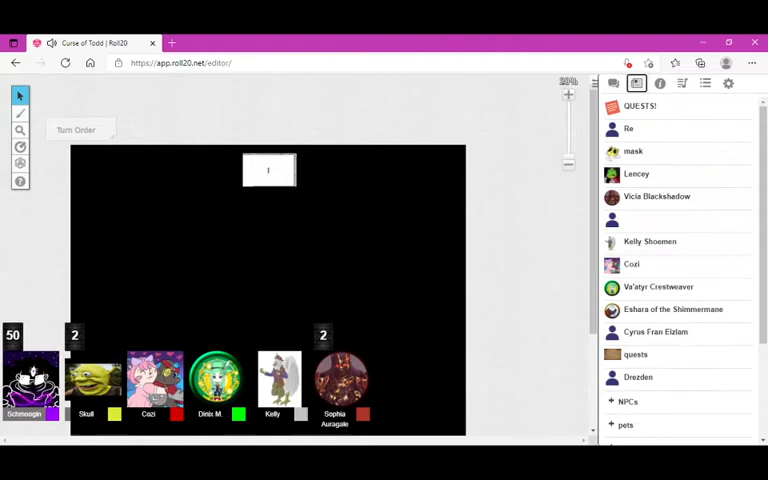 Curse of Todd | Roll20
https://app.roll20.net/editor/
20%
Turn Order
1
50
2
2
Schmoogin
Skull
Cozi
Dinix M.
Kelly
Sophia
Auragale
QUESTS!
Re
mask
Lencey
Vicia Blackshadow
Kelly Shoemen
Cozi
Va'atyr Crestweaver
Eshara of the Shimmermane
Cyrus Fran Eizlam
quests
Drezden
NPCs
pets